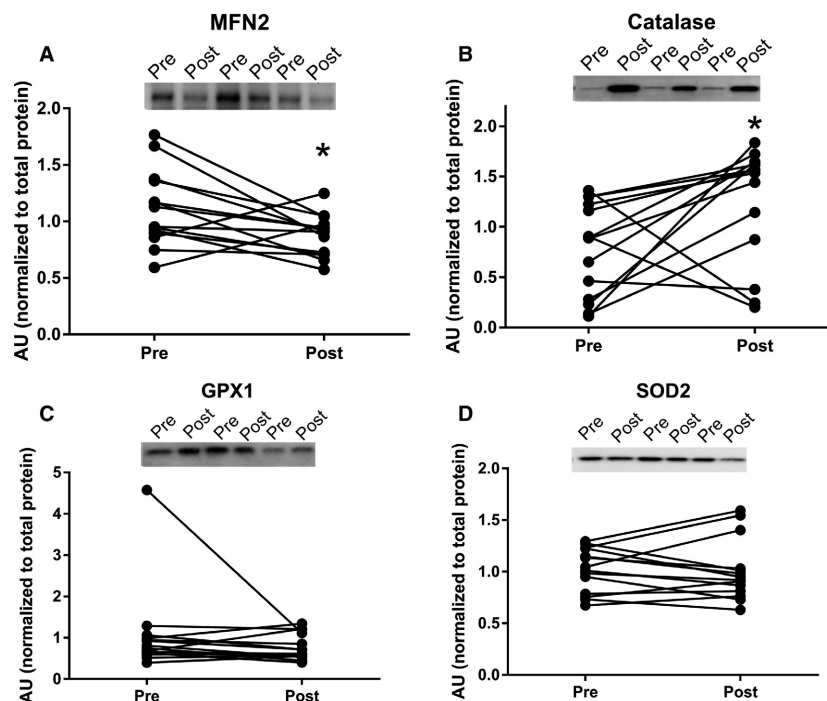 MFN2
A
Pre Post Pre Post Pre Post
AU (normalized to total protein)
2.0
1.5
1.0
0.5
0.0
*
Pre Post
Catalase
B
Pre Post Pre Post Pre Post
AU (normalized to total protein)
2.0
1.5
1.0
0.5
0.0
*
Pre Post
GPX1
C
Pre Post Pre Post Pre Post
AU (normalized to total protein)
5
4
3
2
1
0
Pre Post
SOD2
D
Pre Post Pre Post Pre Post
AU (normalized to total protein)
2.0
1.5
1.0
0.5
0.0
Pre Post